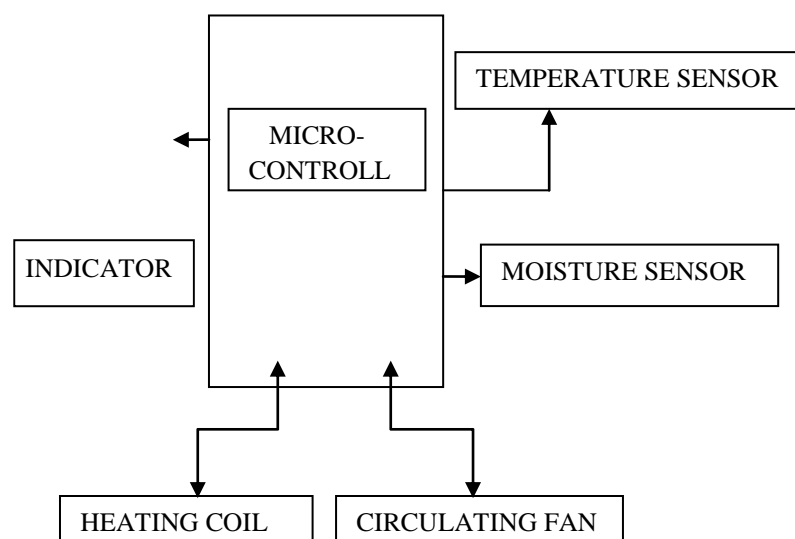 TEMPERATURE SENSOR
MICRO-
CONTROLL
INDICATOR
MOISTURE SENSOR
HEATING COIL
CIRCULATING FAN